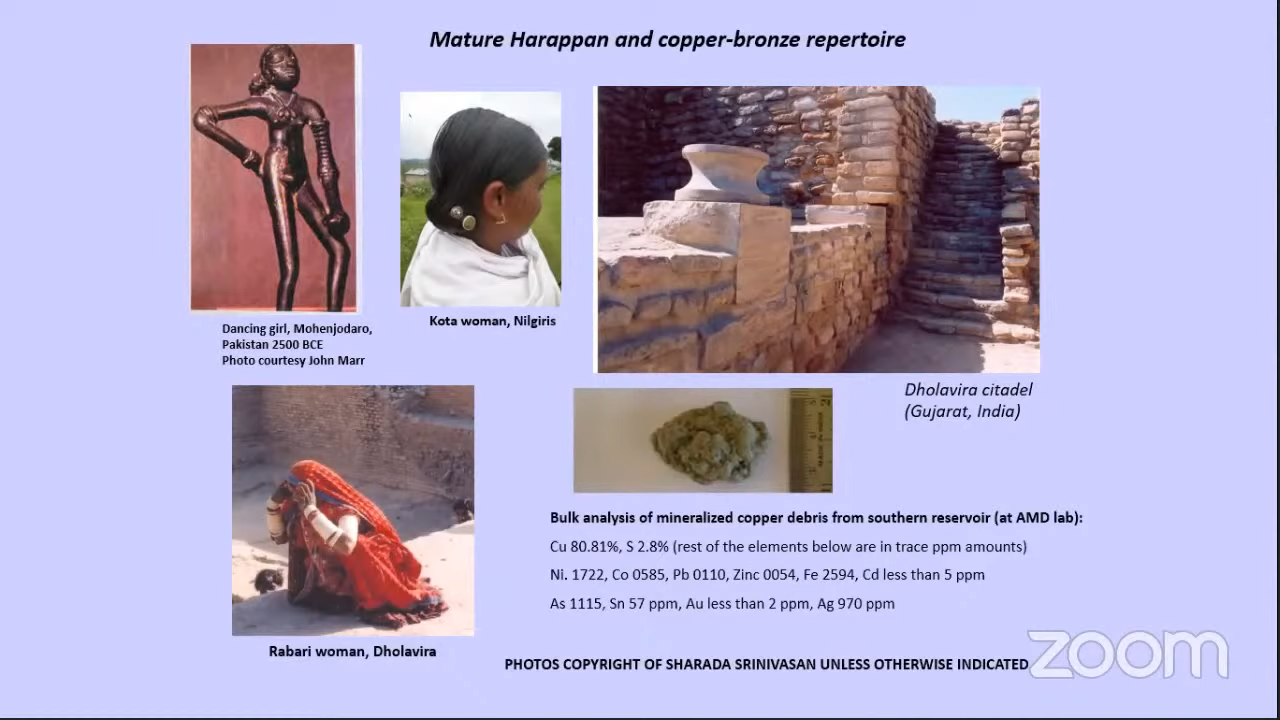 Mature Harappan and copper-bronze repertoire
Dancing girl, Mohenjodaro,
Pakistan 2500 BCE
Photo courtesy John Marr
Kota woman, Nilgiris
Dholavira citadel
(Gujarat, India)
Bulk analysis of mineralized copper debris from southern reservoir (at AMD lab):
Cu 80.81%, S 2.8% (rest of the elements below are in trace ppm amounts)
Ni. 1722, Co 0585, Pb 0110, Zinc 0054, Fe 2594, Cd less than 5 ppm
As 1115, Sn 57 ppm, Au less than 2 ppm, Ag 970 ppm
Rabari woman, Dholavira
PHOTOS COPYRIGHT OF SHARADA SRINIVASAN UNLESS OTHERWISE INDICATED
zoom